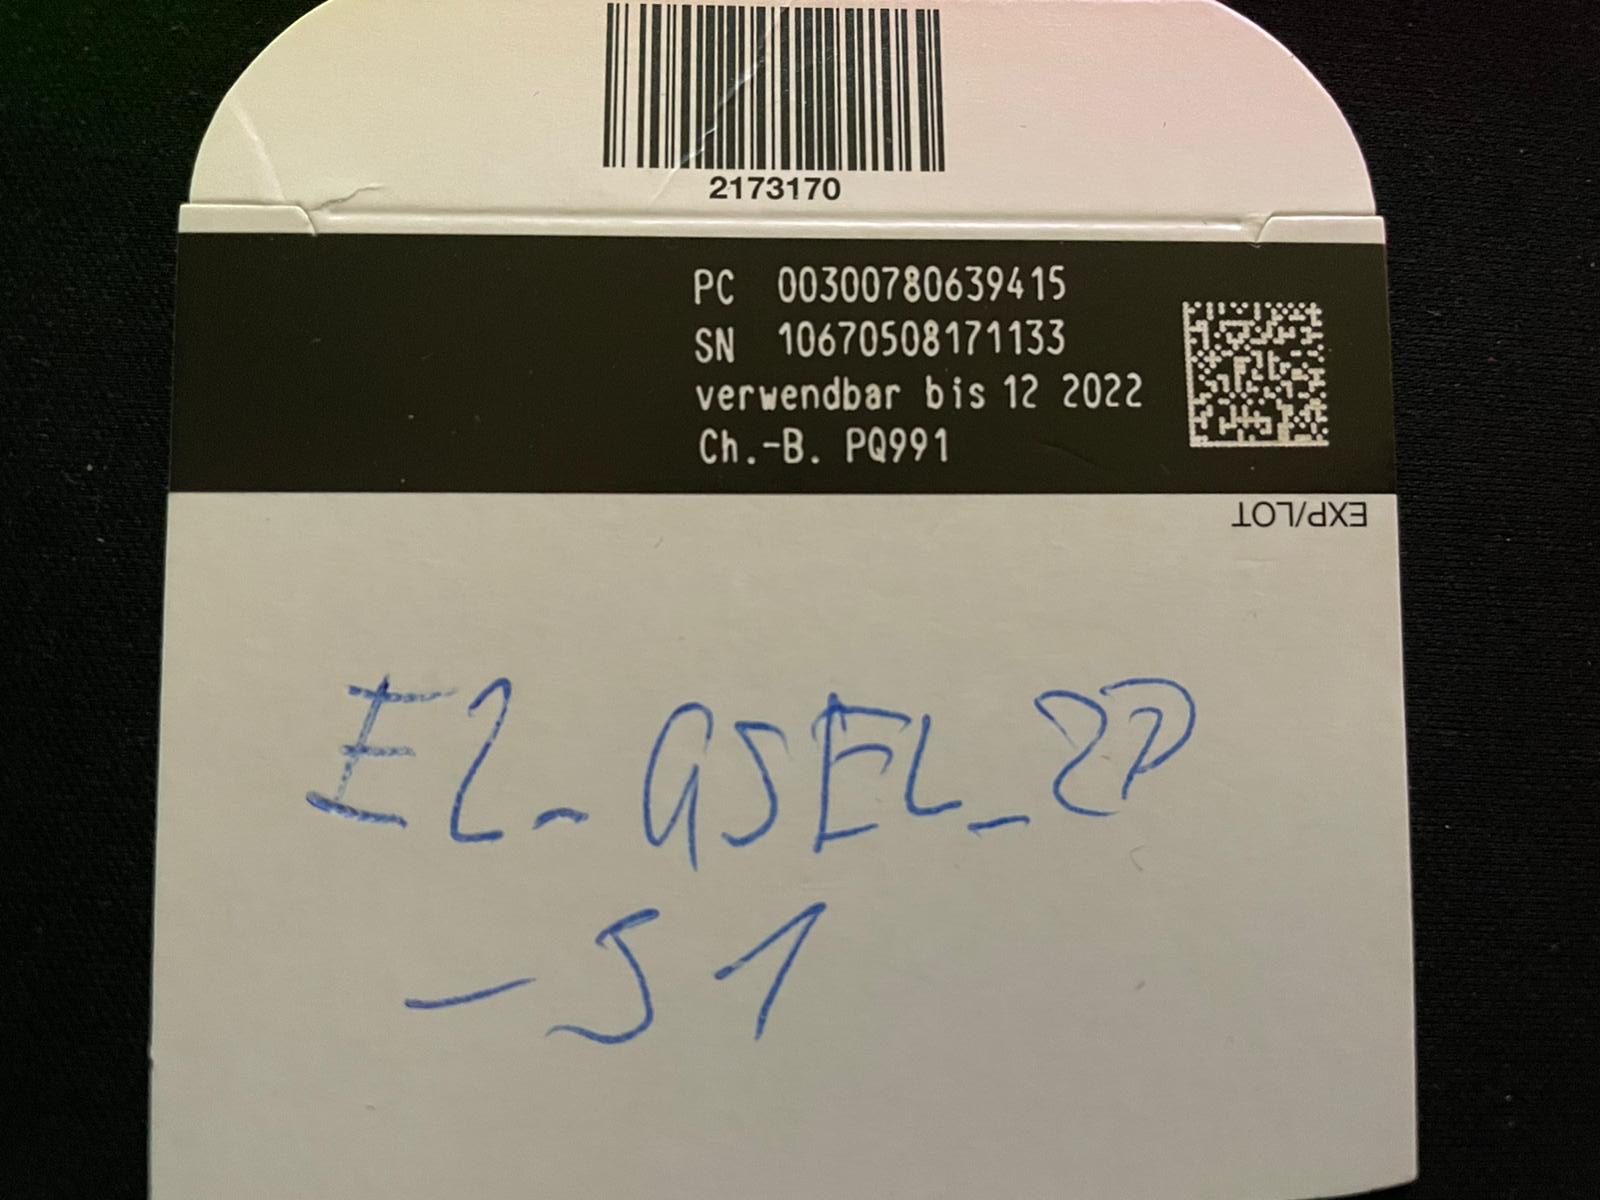 2173170
PC 00300780639415
SN 10670508171133
verwendbar bis 12 2022
Ch.-B. PQ991
EXP/LOT
E2_GSEL_2P
-S1